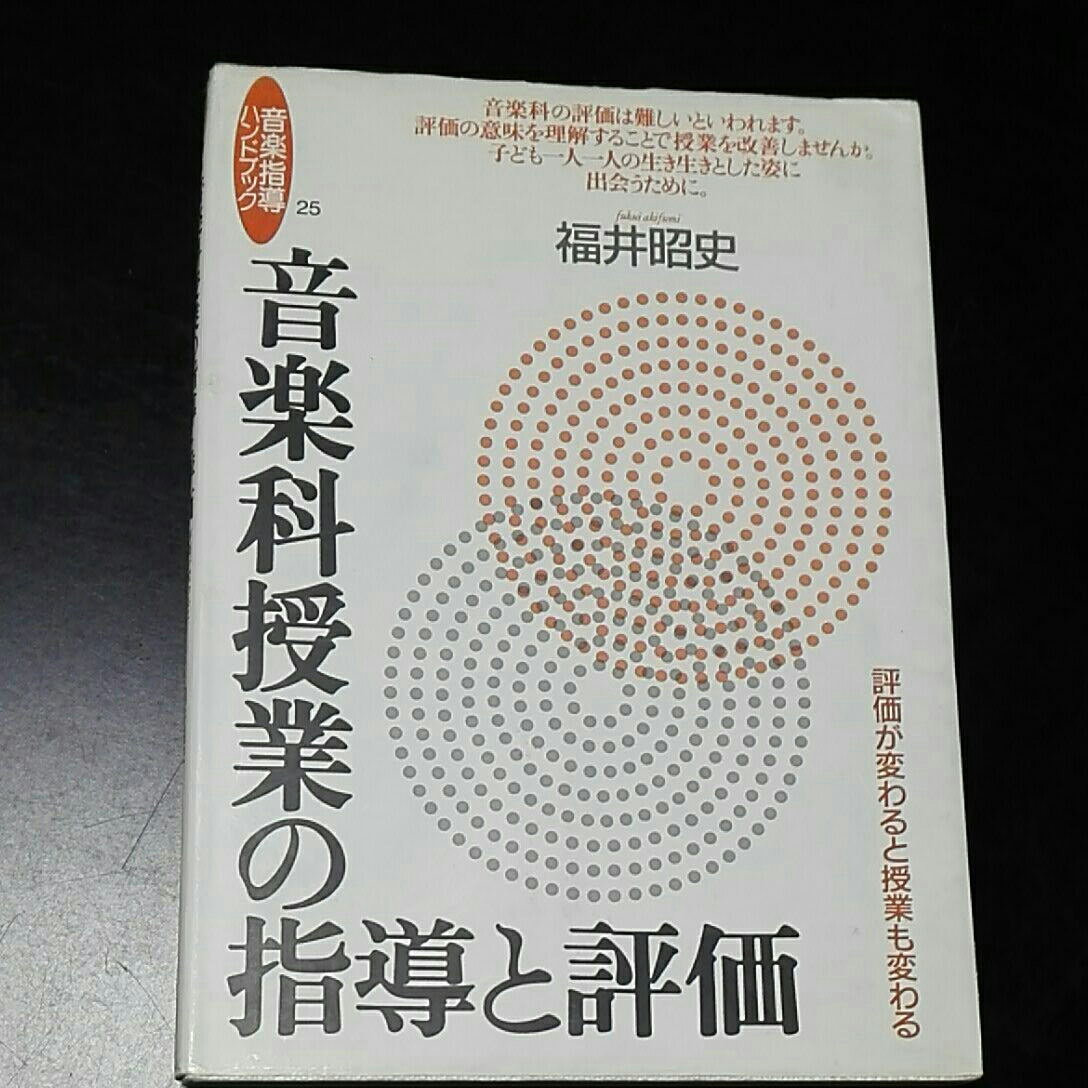 音楽指導
ハンドブック
25
音楽科の評価は難しいといわれます。
評価の意味を理解することで授業を改善しませんか。
子ども一人一人の生き生きとした姿に
出会うために。
fukui akifumi
福井昭史
音楽科授業の
指導と評価
評価が変わると授業も変わる